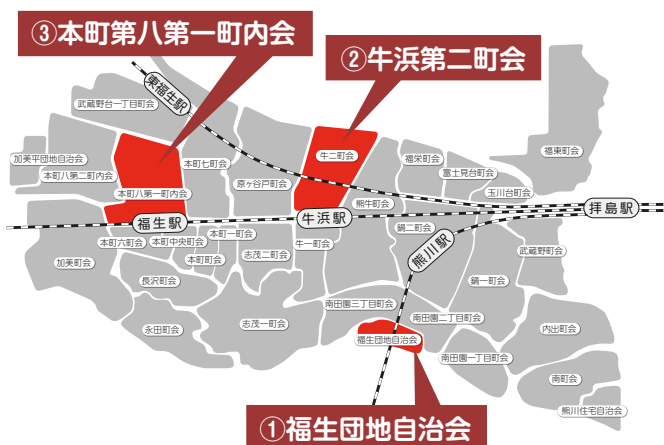 ③本町第八第一町内会
②牛浜第二町会
東福生駅
武蔵野台一丁目町会
加美平団地自治会
本町八第二町内会
本町七町会
牛二町会
福栄町会
富士見台町会
福東町会
原ヶ谷戸町会
玉川台町会
本町八第一町内会
熊牛町会
福生駅
牛浜駅
拝島駅
本町六町会
本町中央町会
本町一町会
鍋二町会
熊川駅
加美町会
本町町会
志茂二町会
牛一町会
武蔵野町会
長沢町会
鍋一町会
南田園三丁目町会
永田町会
志茂一町会
南田園二丁目町会
内出町会
福生団地自治会
南田園一丁目町会
南町会
熊川住宅自治会
①福生団地自治会